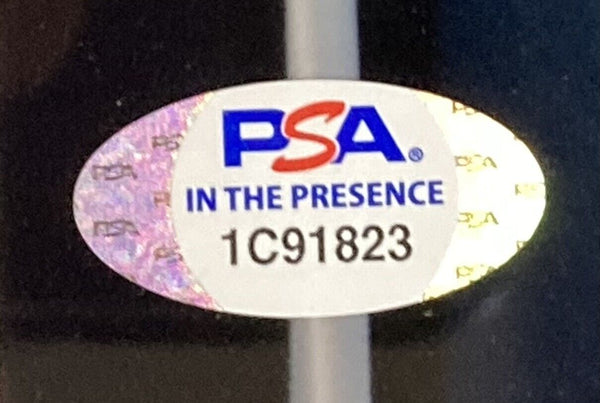 PSA®
IN THE PRESENCE
1C91823